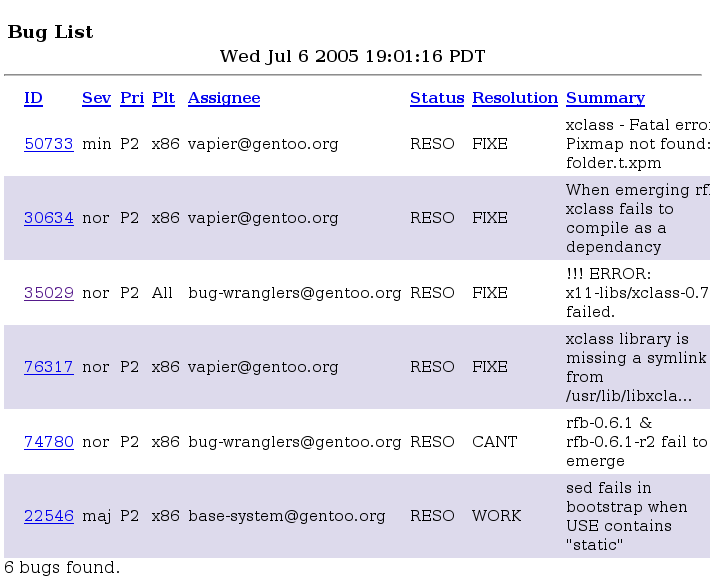 Bug List
Wed Jul 6 2005 19:01:16 PDT
ID Sev Pri Plt Assignee Status Resolution Summary
50733 min P2 x86 vapier@gentoo.org RESO FIXE xclass - Fatal error
Pixmap not found:
folder.t.xpm
30634 nor P2 x86 vapier@gentoo.org RESO FIXE When emerging rf
xclass fails to
compile as a
dependancy
35029 nor P2 All bug-wranglers@gentoo.org RESO FIXE !!! ERROR:
x11-libs/xclass-0.7
failed.
76317 nor P2 x86 vapier@gentoo.org RESO FIXE xclass library is
missing a symlink
from
/usr/lib/libxcla...
74780 nor P2 x86 bug-wranglers@gentoo.org RESO CANT rfb-0.6.1 &
rfb-0.6.1-r2 fail to
emerge
22546 maj P2 x86 base-system@gentoo.org RESO WORK sed fails in
bootstrap when
USE contains
"static"
6 bugs found.